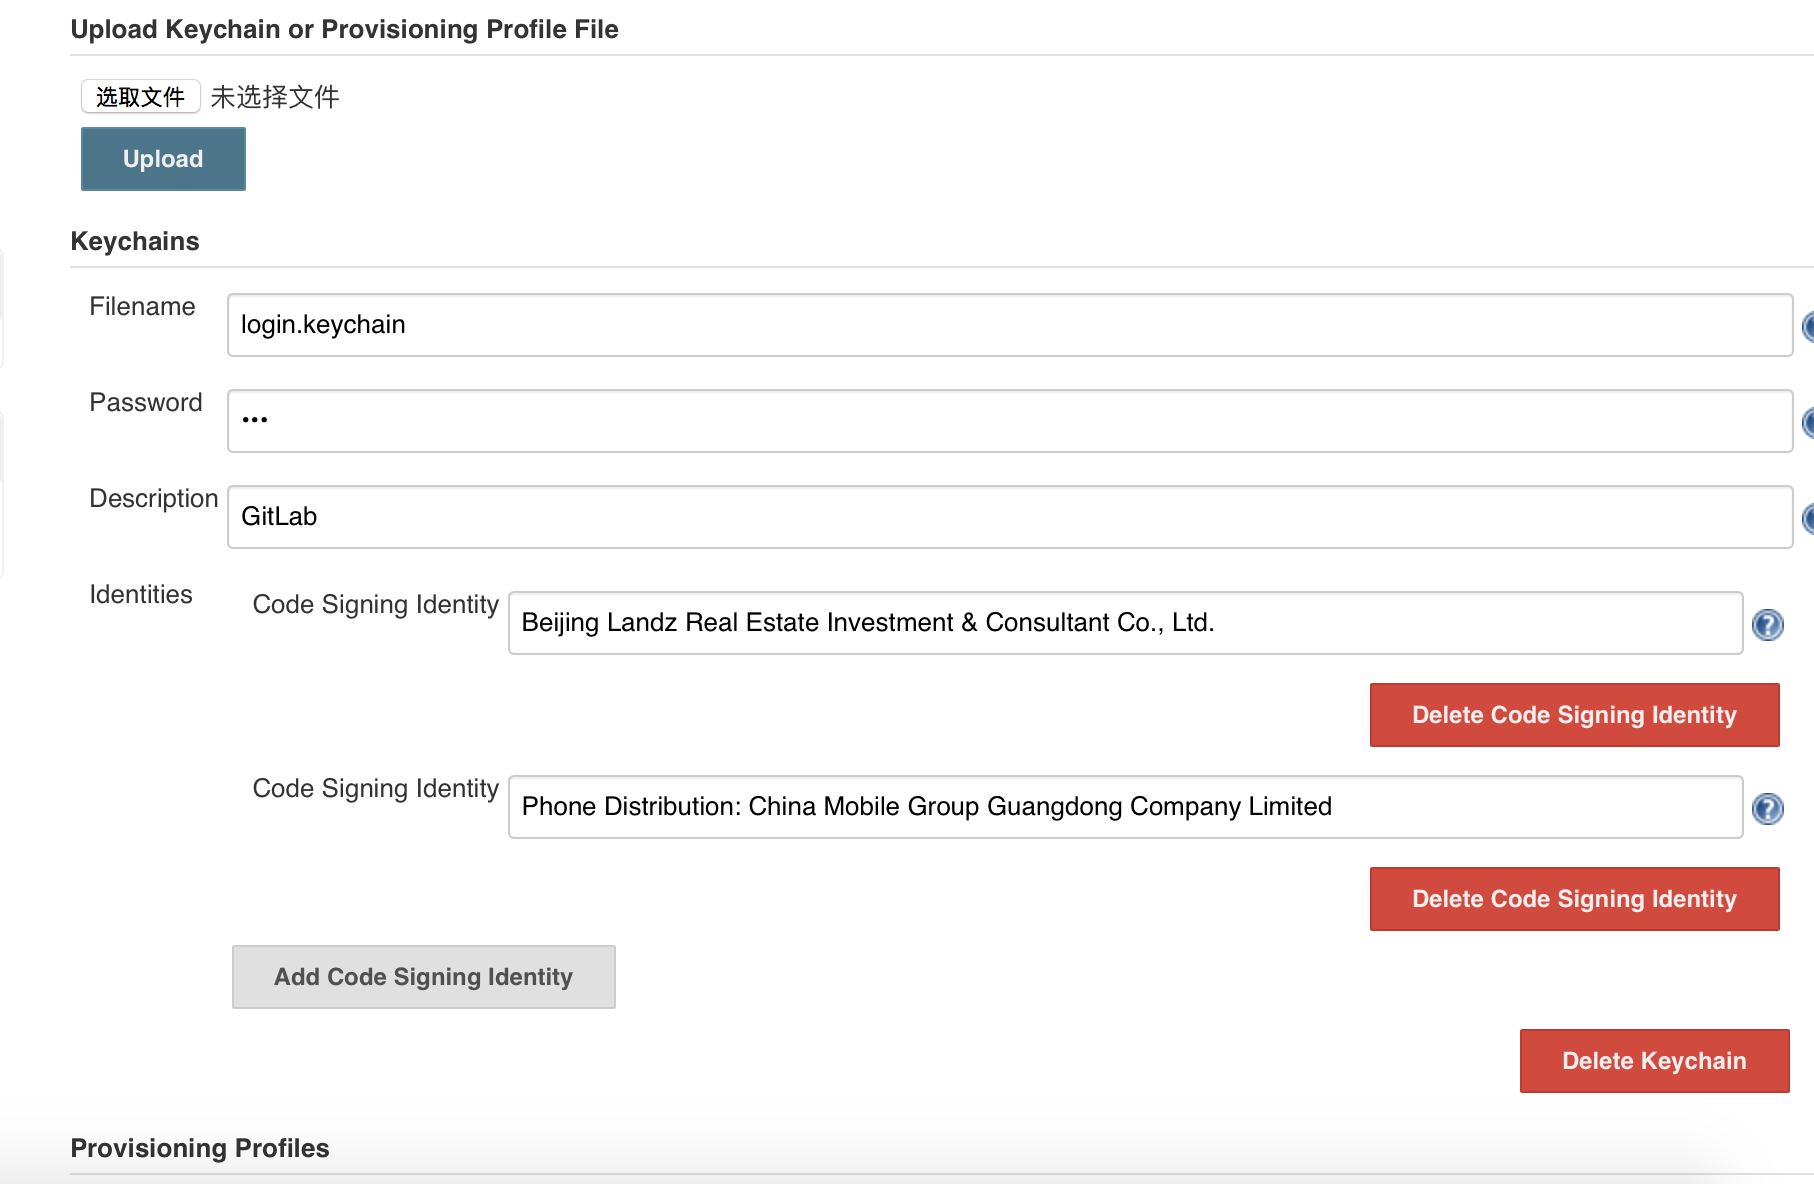 Upload Keychain or Provisioning Profile File
选取文件 未选择文件
Upload
Keychains
Filename login.keychain
Password •••
Description GitLab
Identities Code Signing Identity Beijing Landz Real Estate Investment & Consultant Co., Ltd.
Delete Code Signing Identity
Code Signing Identity Phone Distribution: China Mobile Group Guangdong Company Limited
Delete Code Signing Identity
Add Code Signing Identity
Delete Keychain
Provisioning Profiles